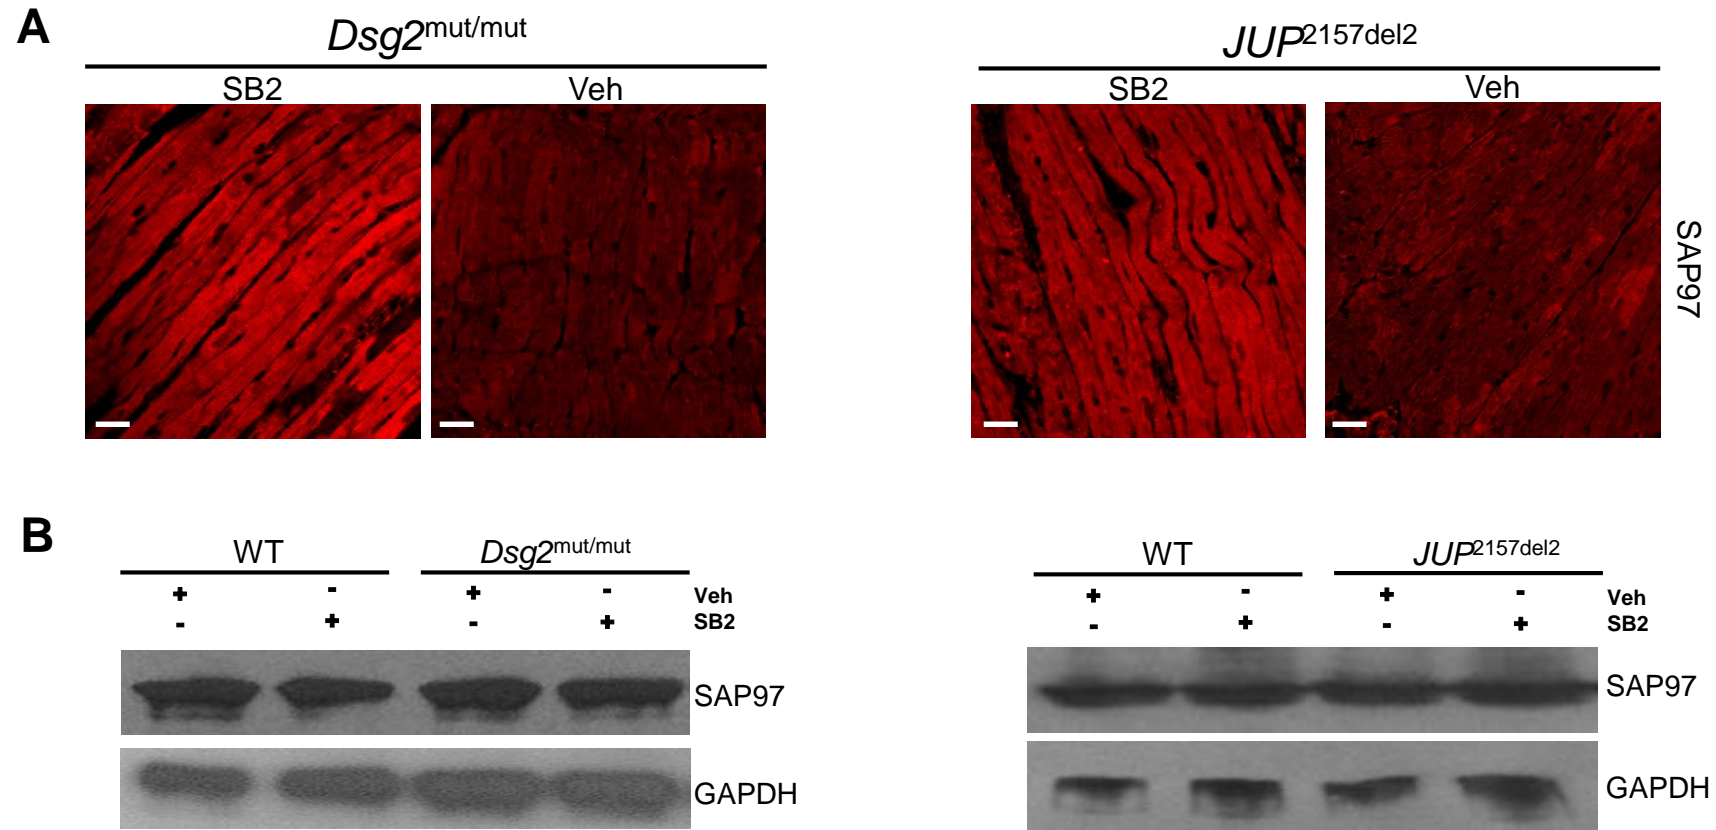 A
Dsg2mut/mut
JUP2157del2
SB2 Veh
SB2 Veh
SAP97
B
WT Dsg2mut/mut
+ - + - Veh
- + - + SB2
SAP97
GAPDH
WT JUP2157del2
+ - + - Veh
- + - + SB2
SAP97
GAPDH